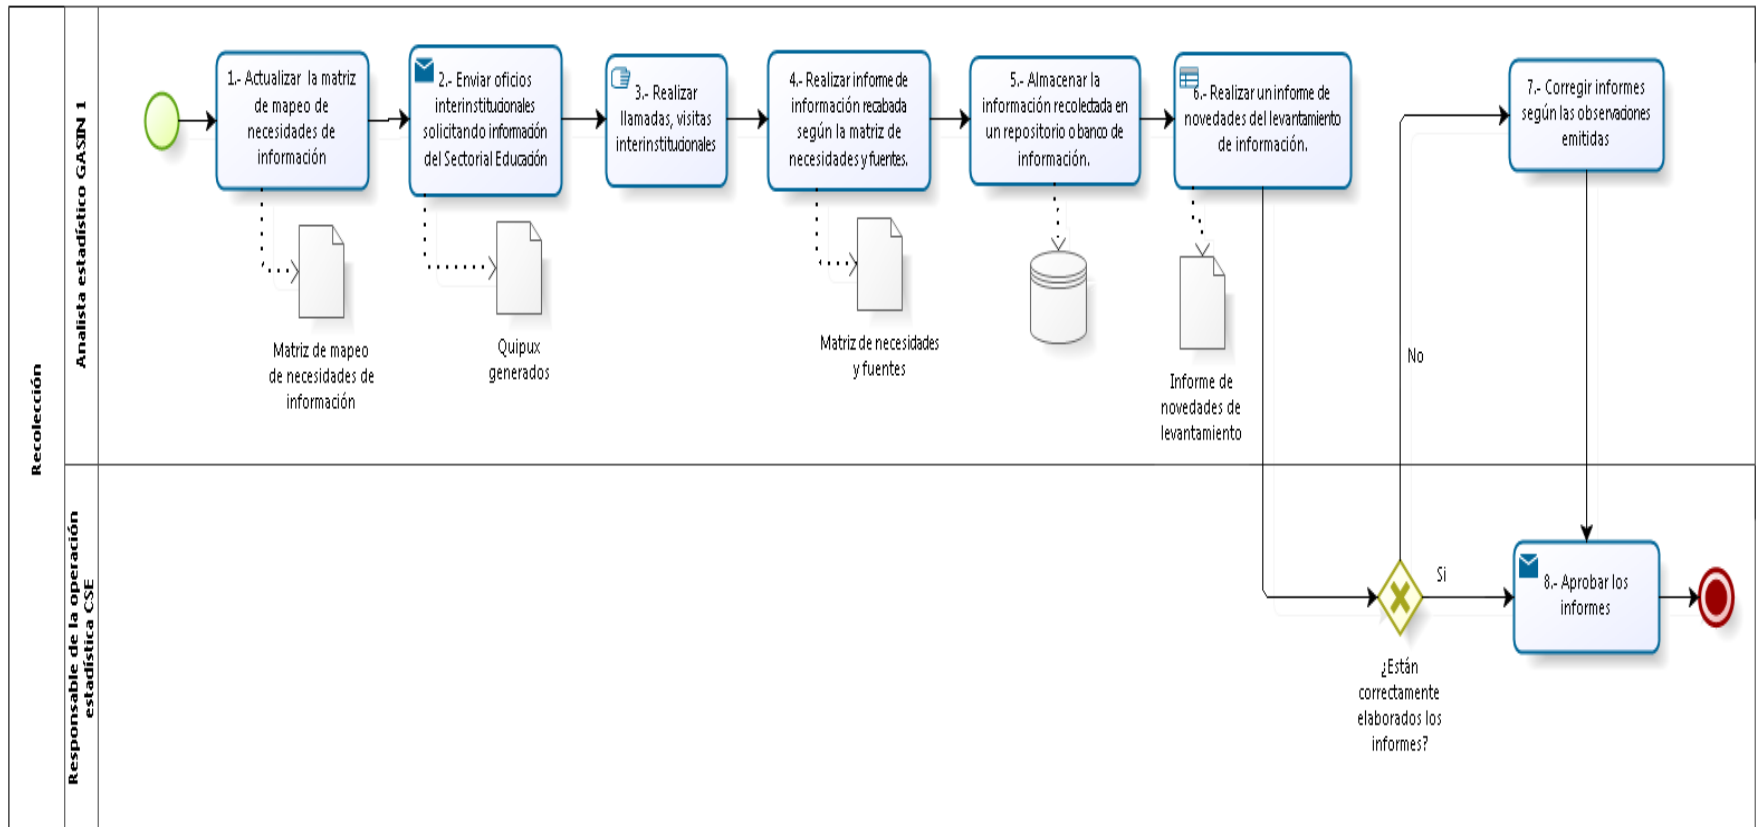 Recolección
Analista estadístico GASIN 1
1.- Actualizar la matriz
de mapeo de
necesidades de
información
2.- Enviar oficios
interinstitucionales
solicitando información
del Sectorial Educación
3.- Realizar
llamadas, visitas
interinstitucionales
4.- Realizar informe de
información recabada
según la matriz de
necesidades y fuentes.
5.- Almacenar la
información recolectada en
un repositorio o banco de
información.
6.- Realizar un informe de
novedades del levantamiento
de información.
7.- Corregir informes
según las observaciones
emitidas
Matriz de mapeo
de necesidades de
información
Quipux
generados
Matriz de necesidades
y fuentes
Informe de
novedades de
levantamiento
No
Responsable de la operación
estadística CSE
Si
8.- Aprobar los
informes
¿Están
correctamente
elaborados los
informes?